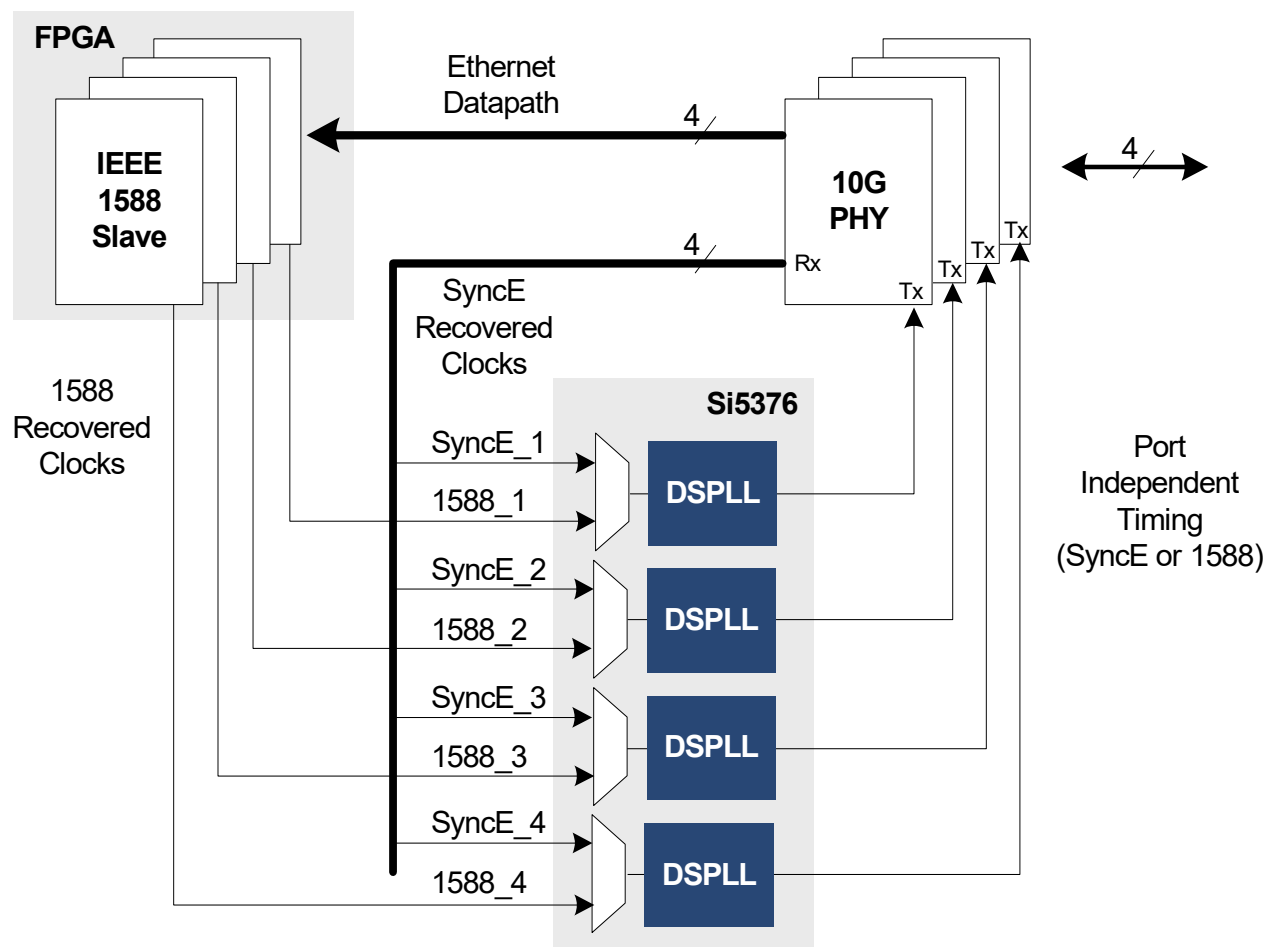 FPGA
IEEE
1588
Slave
Ethernet
Datapath
4
4
10G
PHY
Rx
Tx
Tx
Tx
Tx
4
SyncE
Recovered
Clocks
1588
Recovered
Clocks
Si5376
SyncE_1
1588_1
DSPLL
SyncE_2
1588_2
DSPLL
SyncE_3
1588_3
DSPLL
SyncE_4
1588_4
DSPLL
Port
Independent
Timing
(SyncE or 1588)